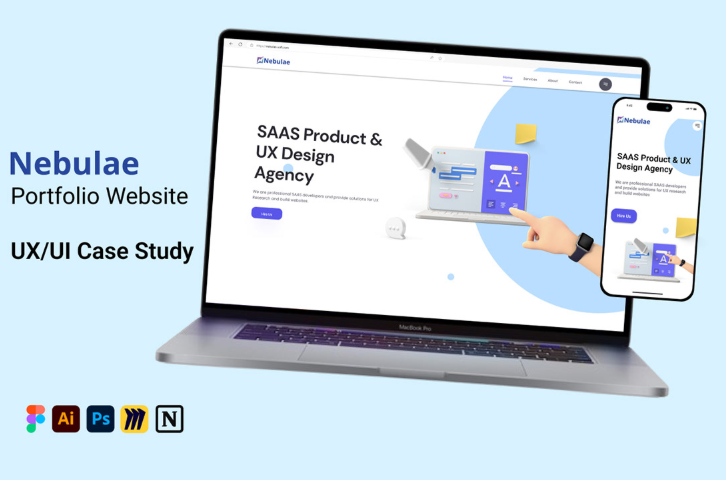 Nebulae
Portfolio Website
UX/UI Case Study
Ai
Ps
Nebulae
Home
Services
About
Contact
SAAS Product &
UX Design
Agency
We are professional SaaS developers and provide solutions for UX
research and build websites
Hire Us
A
MacBook Pro
Nebulae
SAAS Product & UX
Design Agency
We are professional SAAS developers
and provide solutions for UX research
and build websites
Hire Us
A